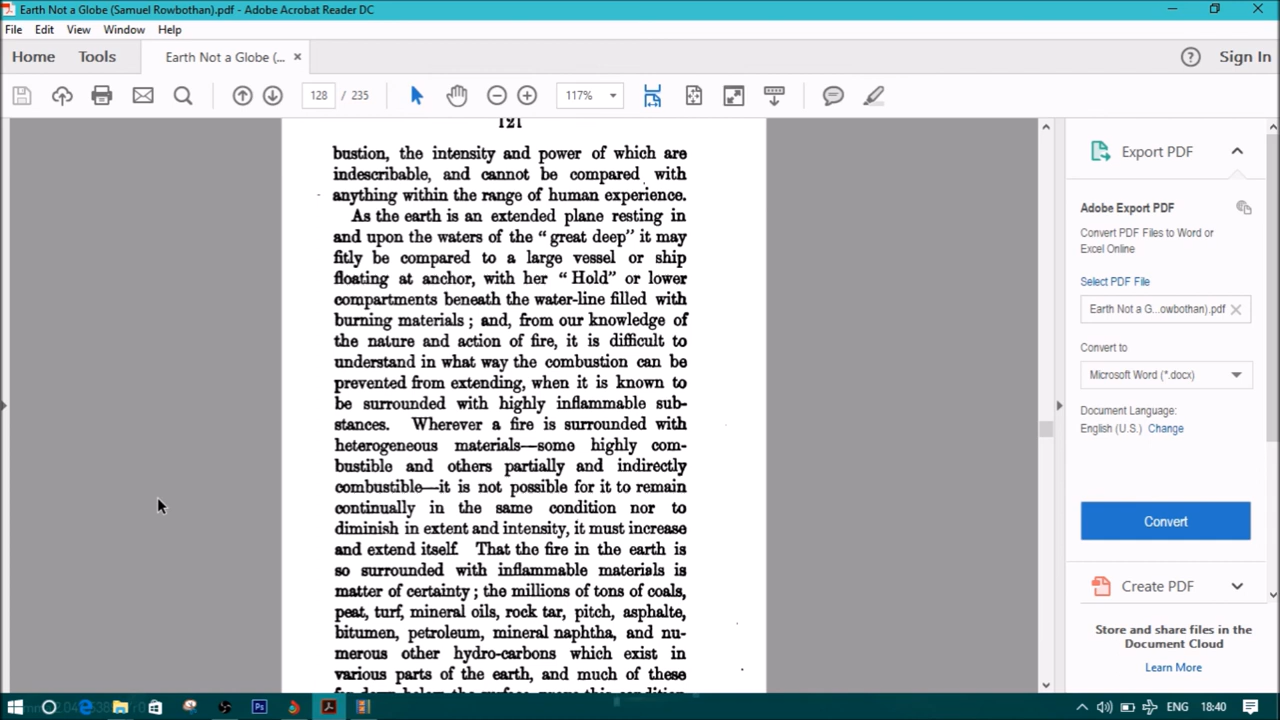 Earth Not a Globe (Samuel Rowbothan).pdf - Adobe Acrobat Reader DC
File Edit View Window Help
Home Tools Earth Not a Globe (... × Sign In
128 / 235 117%
121
bustion, the intensity and power of which are
indescribable, and cannot be compared with
anything within the range of human experience.
As the earth is an extended plane resting in
and upon the waters of the “great deep” it may
fitly be compared to a large vessel or ship
floating at anchor, with her “Hold” or lower
compartments beneath the water-line filled with
burning materials ; and, from our knowledge of
the nature and action of fire, it is difficult to
understand in what way the combustion can be
prevented from extending, when it is known to
be surrounded with highly inflammable sub-
stances. Wherever a fire is surrounded with
heterogeneous materials—some highly com-
bustible and others partially and indirectly
combustible—it is not possible for it to remain
continually in the same condition nor to
diminish in extent and intensity, it must increase
and extend itself. That the fire in the earth is
so surrounded with inflammable materials is
matter of certainty ; the millions of tons of coals,
peat, turf, mineral oils, rock tar, pitch, asphalte,
bitumen, petroleum, mineral naphtha, and nu-
merous other hydro-carbons which exist in
various parts of the earth, and much of these
Export PDF
Adobe Export PDF
Convert PDF Files to Word or
Excel Online
Select PDF File
Earth Not a G...owbothan).pdf ×
Convert to
Microsoft Word (*.docx)
Document Language:
English (U.S.) Change
Convert
Create PDF
Store and share files in the
Document Cloud
Learn More
ENG 18:40